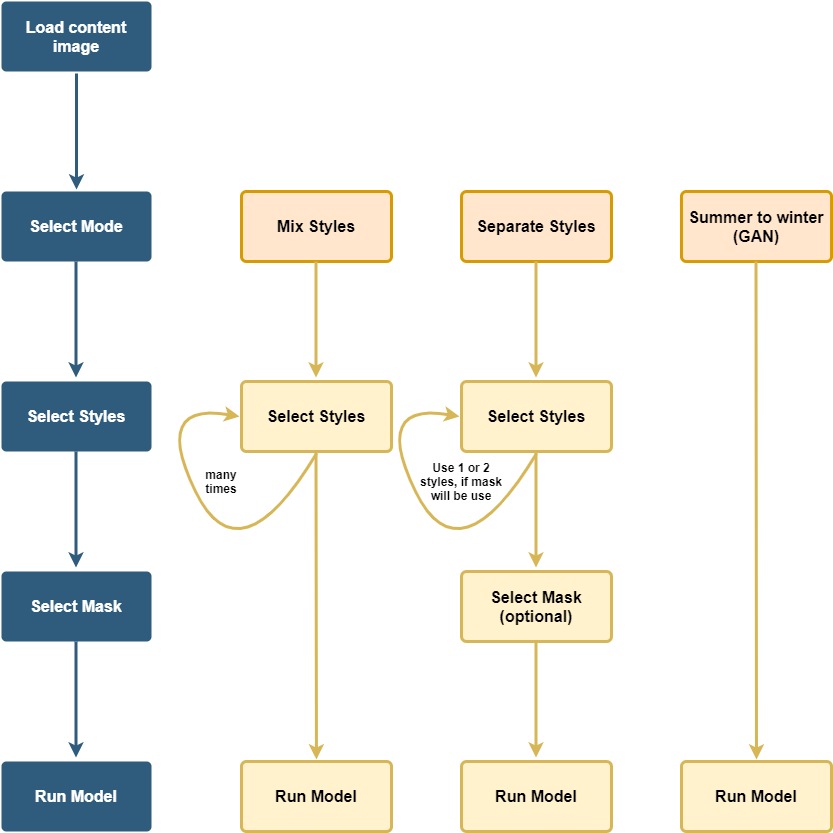 Load content
image
Select Mode
Mix Styles
Separate Styles
Summer to winter
(GAN)
Select Styles
Select Styles
Select Styles
many
times
Use 1 or 2
styles, if mask
will be use
Select Mask
Select Mask
(optional)
Run Model
Run Model
Run Model
Run Model